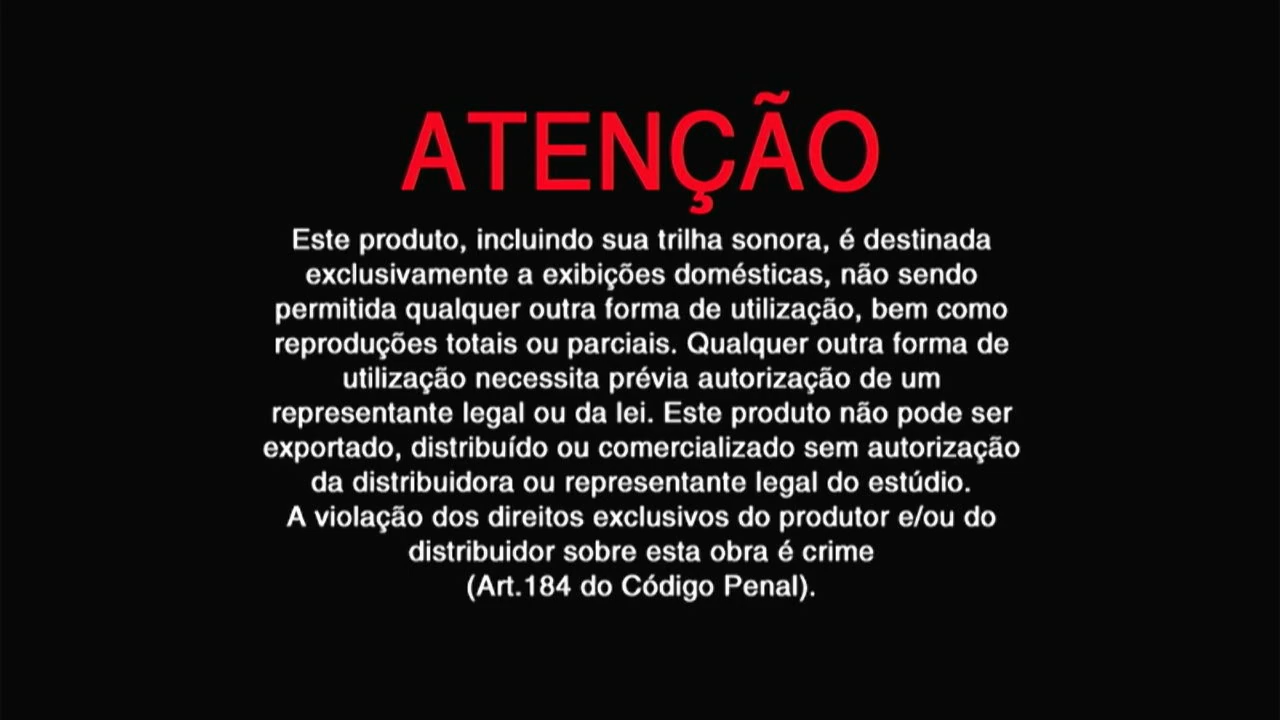 ATENÇÃO
Este produto, incluindo sua trilha sonora, é destinada
exclusivamente a exibições domésticas, não sendo
permitida qualquer outra forma de utilização, bem como
reproduções totais ou parciais. Qualquer outra forma de
utilização necessita prévia autorização de um
representante legal ou da lei. Este produto não pode ser
exportado, distribuído ou comercializado sem autorização
da distribuidora ou representante legal do estúdio.
A violação dos direitos exclusivos do produtor e/ou do
distribuidor sobre esta obra é crime
(Art.184 do Código Penal).